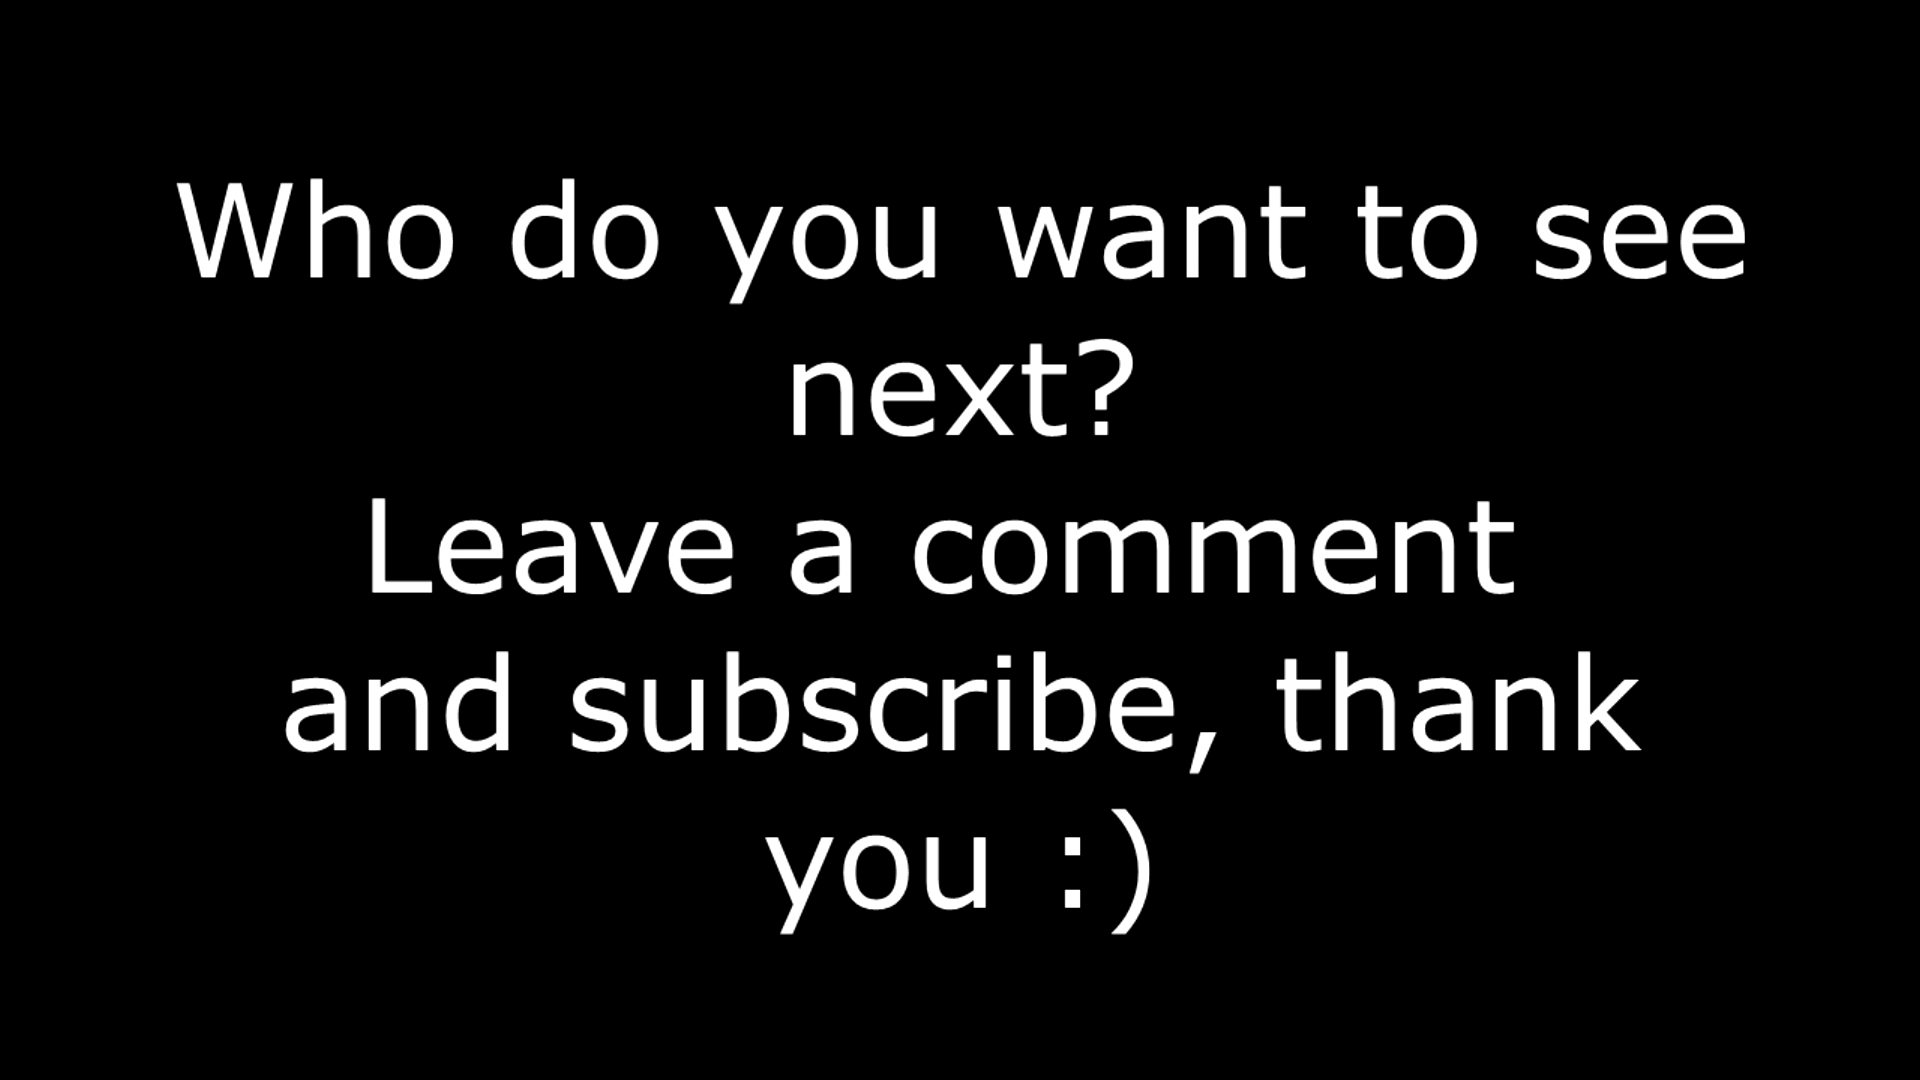 Who do you want to see
next?
Leave a comment
and subscribe, thank
you :)